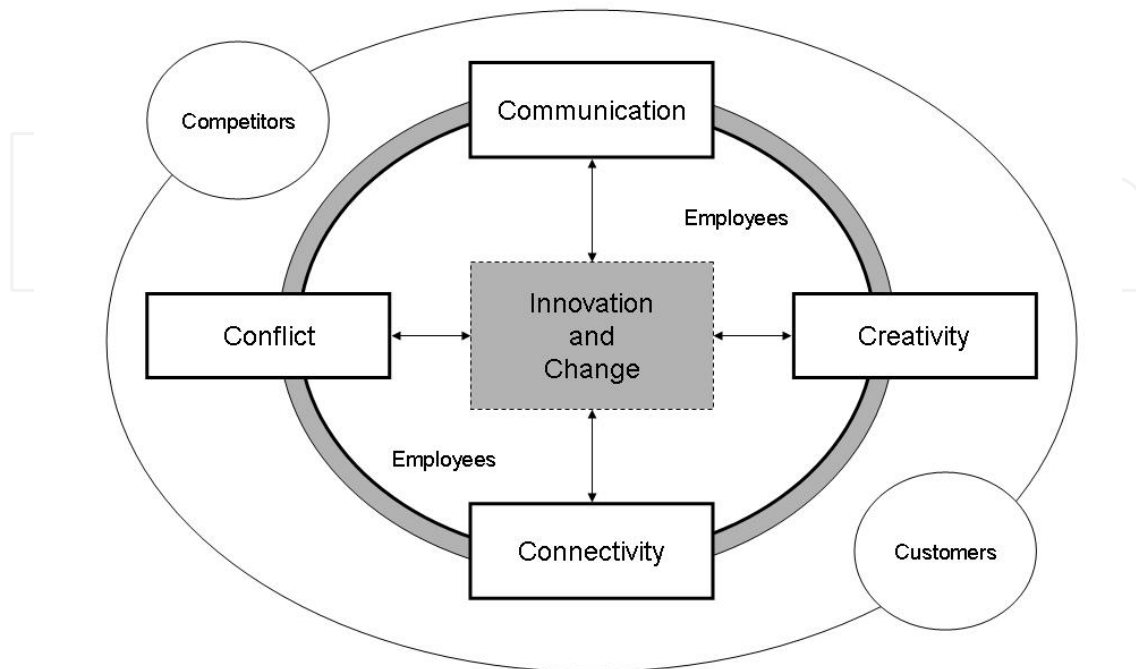 Communication
Competitors
Employees
Innovation
and
Change
Conflict
Creativity
Employees
Connectivity
Customers